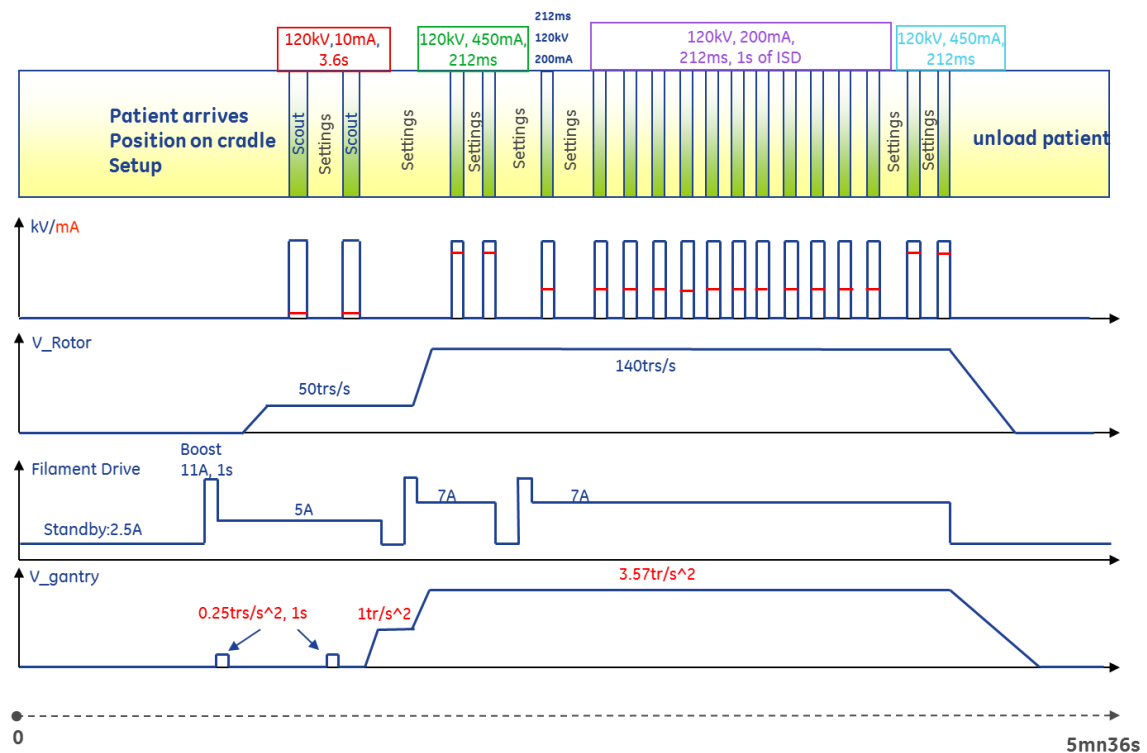 212ms
120kV
200mA
120kV,10mA,
3.6s
120kV, 450mA,
212ms
120kV, 200mA,
212ms, 1s of ISD
120kV, 450mA,
212ms
Patient arrives
Position on cradle
Setup
Scout
Settings
Scout
Settings
Settings
Settings
Settings
Settings
Settings
unload patient
kV/mA
V_Rotor
50trs/s
140trs/s
Filament Drive
Boost
11A, 1s
Standby:2.5A
5A
7A
7A
V_gantry
0.25trs/s^2, 1s
1tr/s^2
3.57tr/s^2
0
5mn36s